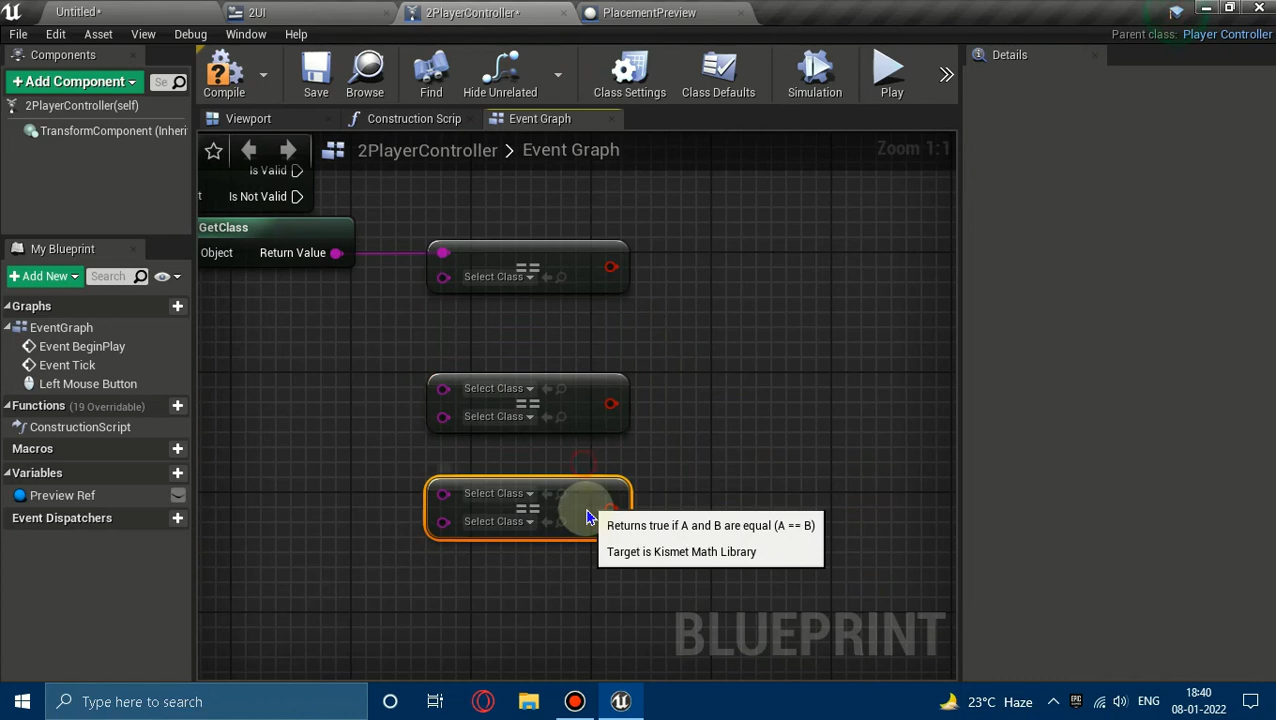 Untitled*
2UI
2PlayerController*
PlacementPreview
File
Edit
Asset
View
Debug
Window
Help
Parent class: Player Controller
Components
Add Component
Se
2PlayerController(self)
TransformComponent (Inheri
Compile
Save
Browse
Find
Hide Unrelated
Class Settings
Class Defaults
Simulation
Play
Details
Viewport
Construction Scrip
Event Graph
2PlayerController > Event Graph
Zoom 1:1
Is Valid
Is Not Valid
GetClass
Object
Return Value
==
Select Class
Select Class
==
Select Class
Select Class
==
Select Class
Returns true if A and B are equal (A == B)
Target is Kismet Math Library
BLUEPRINT
My Blueprint
Add New
Search
Graphs
EventGraph
Event BeginPlay
Event Tick
Left Mouse Button
Functions (19 Overridable)
ConstructionScript
Macros
Variables
Preview Ref
Event Dispatchers
Type here to search
23°C Haze
ENG
18:40
08-01-2022